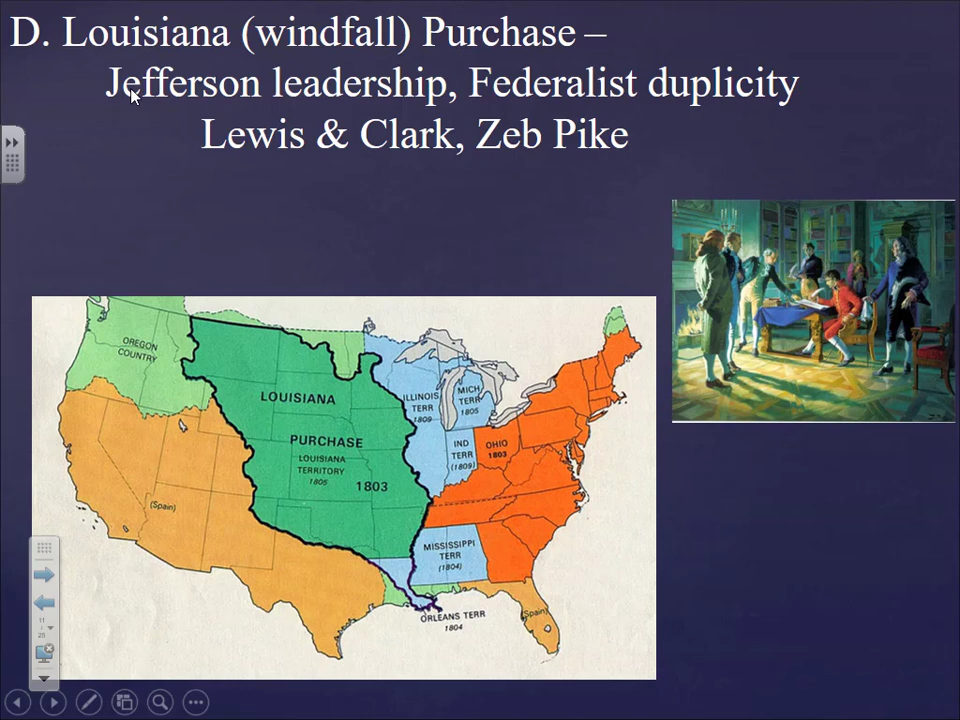 D. Louisiana (windfall) Purchase –
Jefferson leadership, Federalist duplicity
Lewis & Clark, Zeb Pike
OREGON
COUNTRY
LOUISIANA
PURCHASE
LOUISIANA
TERRITORY
1805
1803
ILLINOIS
TERR
1809
MICH
TERR
1805
IND
TERR
(1809)
OHIO
1803
(Spain)
MISSISSIPPI
TERR
(1804)
ORLEANS TERR
1804
(Spain)
11
/
25